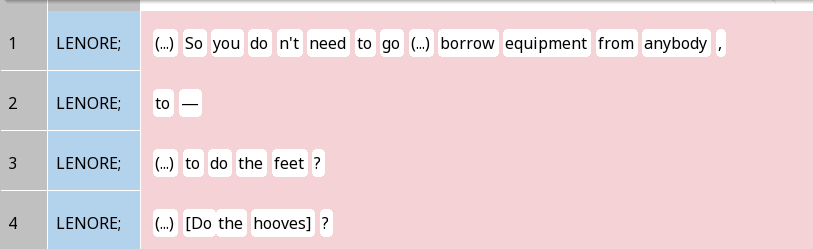 1 LENORE; (...) So you do n't need to go (...) borrow equipment from anybody ,
2 LENORE; to —
3 LENORE; (...) to do the feet ?
4 LENORE; (...) [Do the hooves] ?